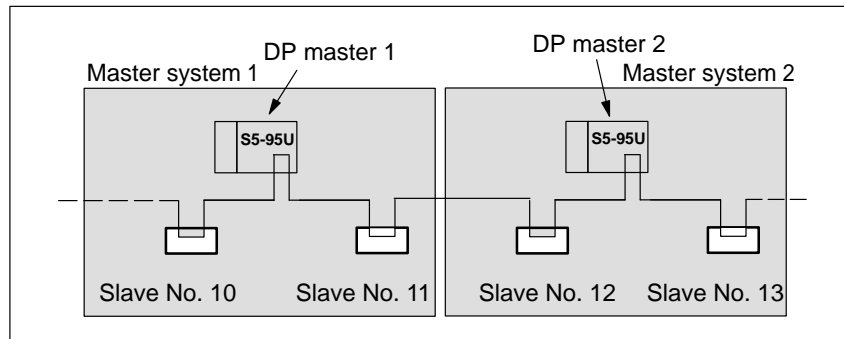 DP master 1
DP master 2
Master system 1
Master system 2
S5-95U
S5-95U
Slave No. 10
Slave No. 11
Slave No. 12
Slave No. 13